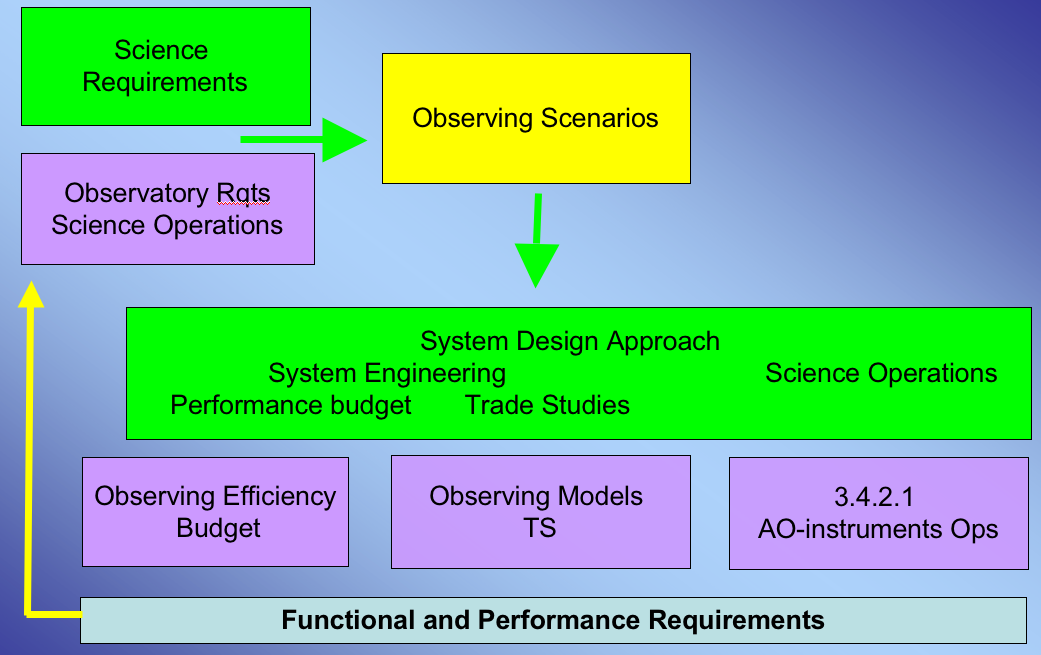 Science
Requirements
Observing Scenarios
Observatory Rqts
Science Operations
System Design Approach
System Engineering Science Operations
Performance budget Trade Studies
Observing Efficiency
Budget
Observing Models
TS
3.4.2.1
AO-instruments Ops
Functional and Performance Requirements